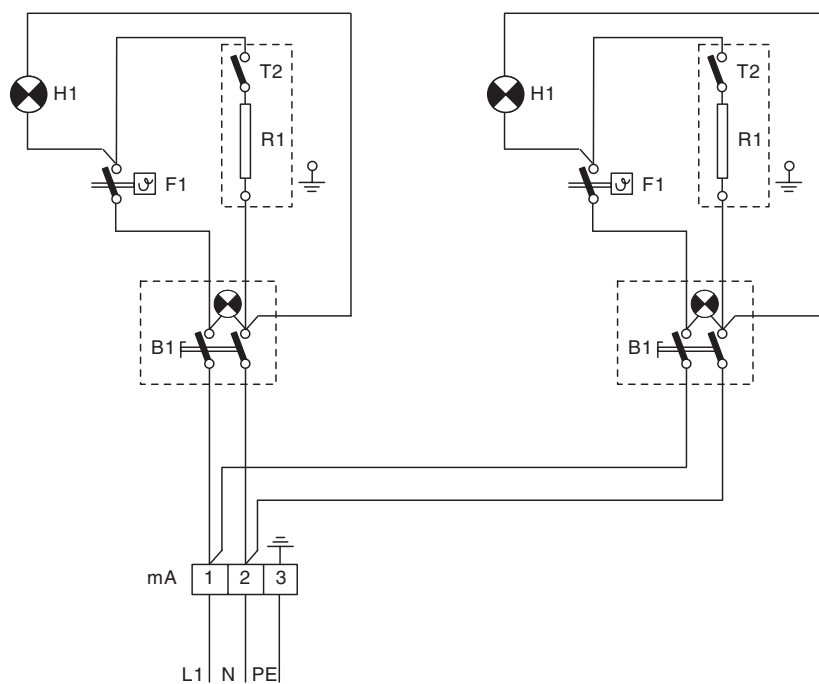 T2 T2
H1 H1
R1 R1
ϑ F1 ϑ F1
B1 B1
mA 1 2 3
L1 N PE